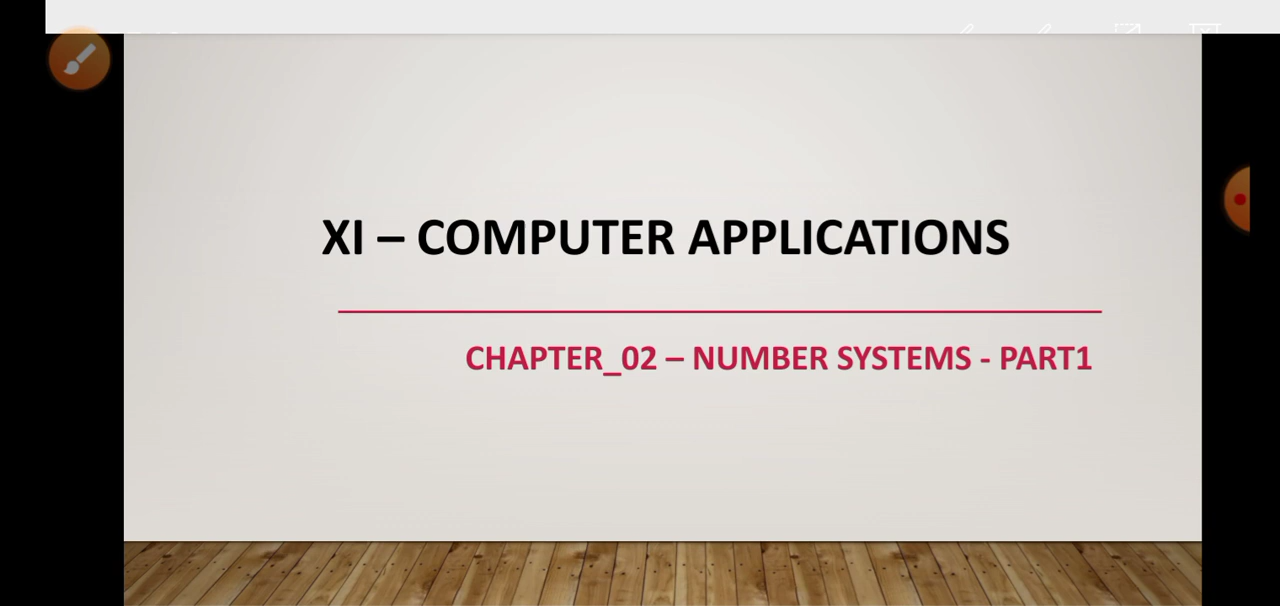 XI – COMPUTER APPLICATIONS
CHAPTER_02 – NUMBER SYSTEMS - PART1